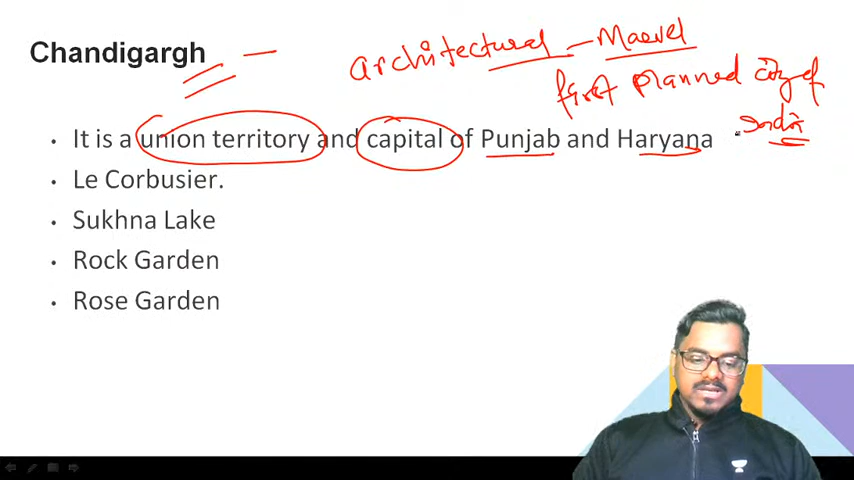 Chandigargh
architectural - Marvel
first planned city of
India
• It is a union territory and capital of Punjab and Haryana
• Le Corbusier.
• Sukhna Lake
• Rock Garden
• Rose Garden